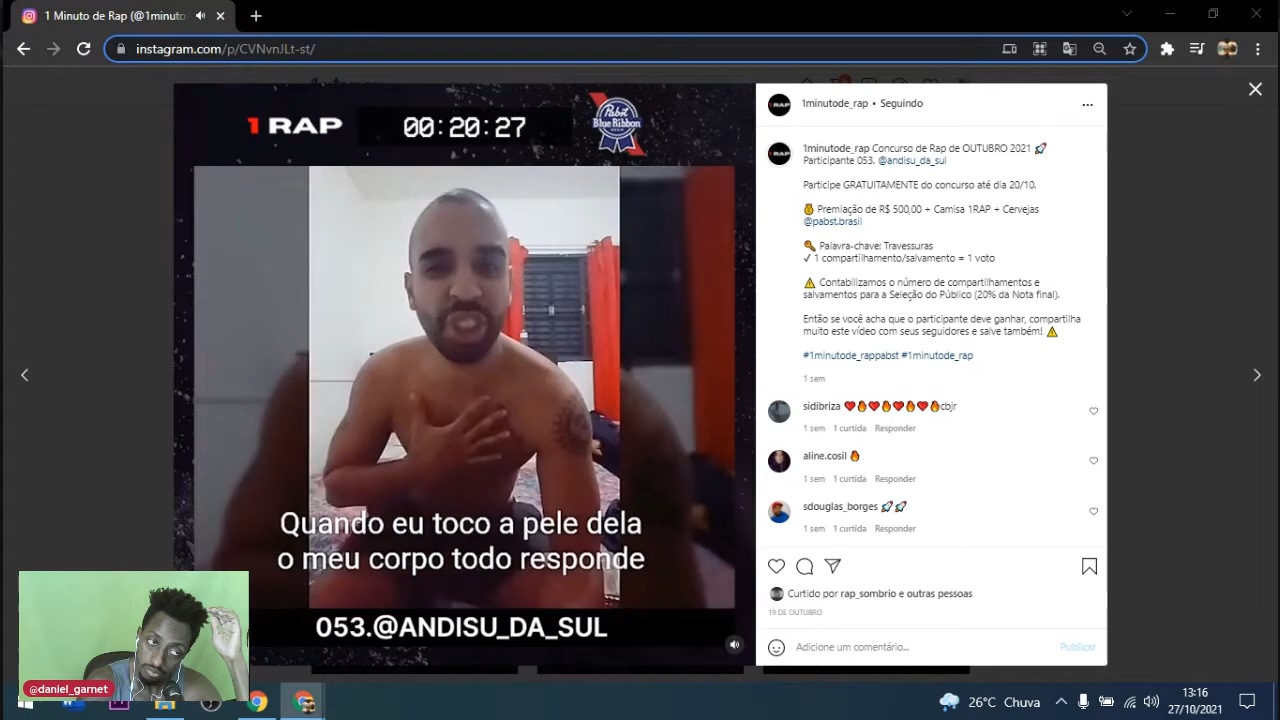 1 Minuto de Rap (@1minuto
instagram.com/p/CVNvnJLt-st/
1 RAP
00:20:27
Pabst
Blue Ribbon
Quando eu toco a pele dela
o meu corpo todo responde
053.@ANDISU_DA_SUL
@daniel_garnet
1minutode_rap • Seguindo
1minutode_rap Concurso de Rap de OUTUBRO 2021 🚀
Participante 053. @andisu_da_sul
Participe GRATUITAMENTE do concurso até dia 20/10.
🏅 Premiação de R$ 500,00 + Camisa 1RAP + Cervejas
@pabst.brasil
🔑 Palavra-chave: Travessuras
✓ 1 compartilhamento/salvamento = 1 voto
⚠️ Contabilizamos o número de compartilhamentos e
salvamentos para a Seleção do Púbico (20% da Nota final).
Então se você acha que o participante deve ganhar, compartilha
muito este vídeo com seus seguidores e salve também! ⚠️
#1minutode_rappabst #1minutode_rap
1 sem
sidibriza ❤️🔥❤️🔥❤️🔥❤️🔥cbjr
1 sem 1 curtida Responder
aline.cosil 🔥
1 sem 1 curtida Responder
sdouglas_borges 🚀🚀
1 sem 1 curtida Responder
Curtido por rap_sombrio e outras pessoas
19 DE OUTUBRO
Adicione um comentário...
Publicar
26°C Chuva
13:16
27/10/2021